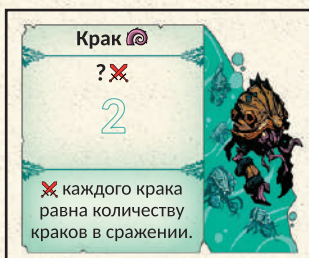 Крак
?
2
каждого крака
равна количеству
краков в сражении.